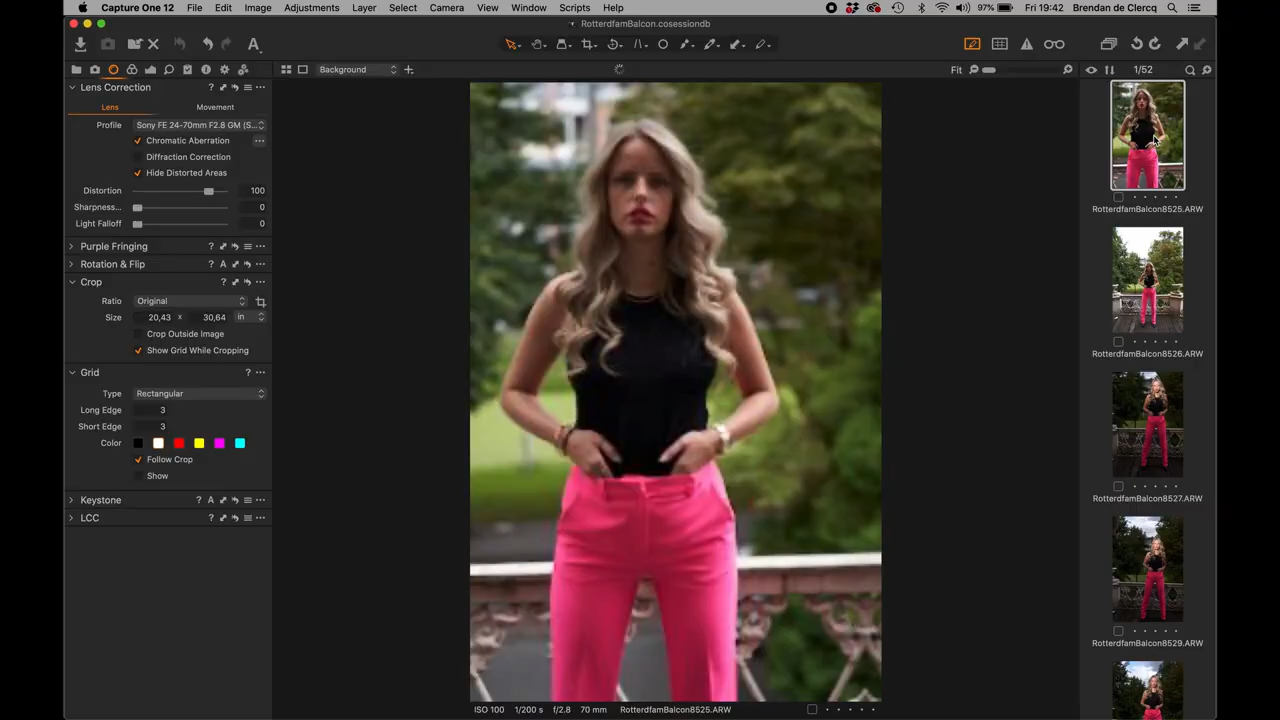 Capture One 12 File Edit View Image Adjustments Layer Select Camera View Window Scripts Help 97% Fri 19:42 Brendan de Clercq
RotterdfamBalcon.cosessiondb
Background Fit 1/52
Lens Correction
Lens Movement
Profile Sony FE 24-70mm F2.8 GM (S...
Chromatic Aberration
Diffraction Correction
Hide Distorted Areas
Distortion 100
Sharpness... 0
Light Falloff 0
Purple Fringing
Rotation & Flip
Crop
Ratio Original
Size 20,43 x 30,64 in
Crop Outside Image
Show Grid While Cropping
Grid
Type Rectangular
Long Edge 3
Short Edge 3
Color
Follow Crop
Show
Keystone
LCC
RotterdfamBalcon8525.ARW
RotterdfamBalcon8526.ARW
RotterdfamBalcon8527.ARW
RotterdfamBalcon8529.ARW
ISO 100 1/200 s f/2.8 70 mm RotterdfamBalcon8525.ARW